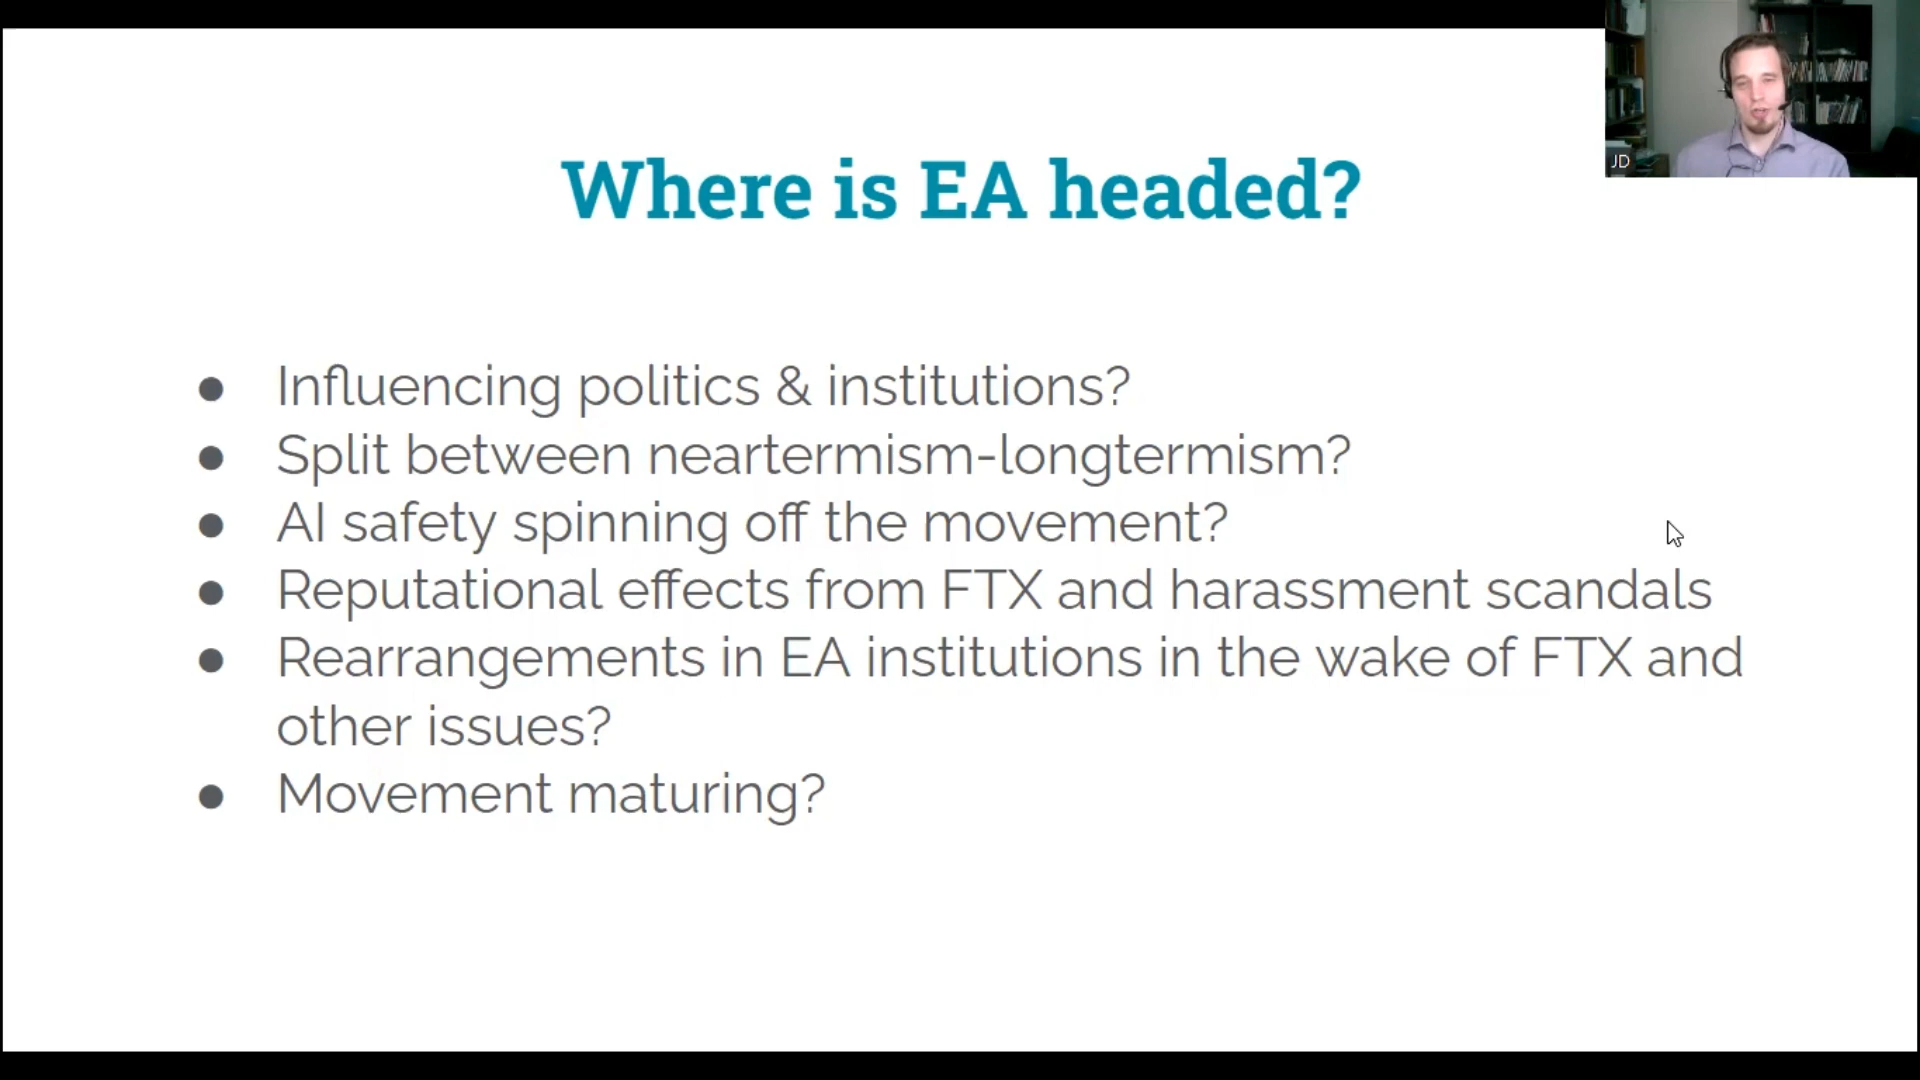 JD
Where is EA headed?
● Influencing politics & institutions?
● Split between neartermism-longtermism?
● AI safety spinning off the movement?
● Reputational effects from FTX and harassment scandals
● Rearrangements in EA institutions in the wake of FTX and
other issues?
● Movement maturing?